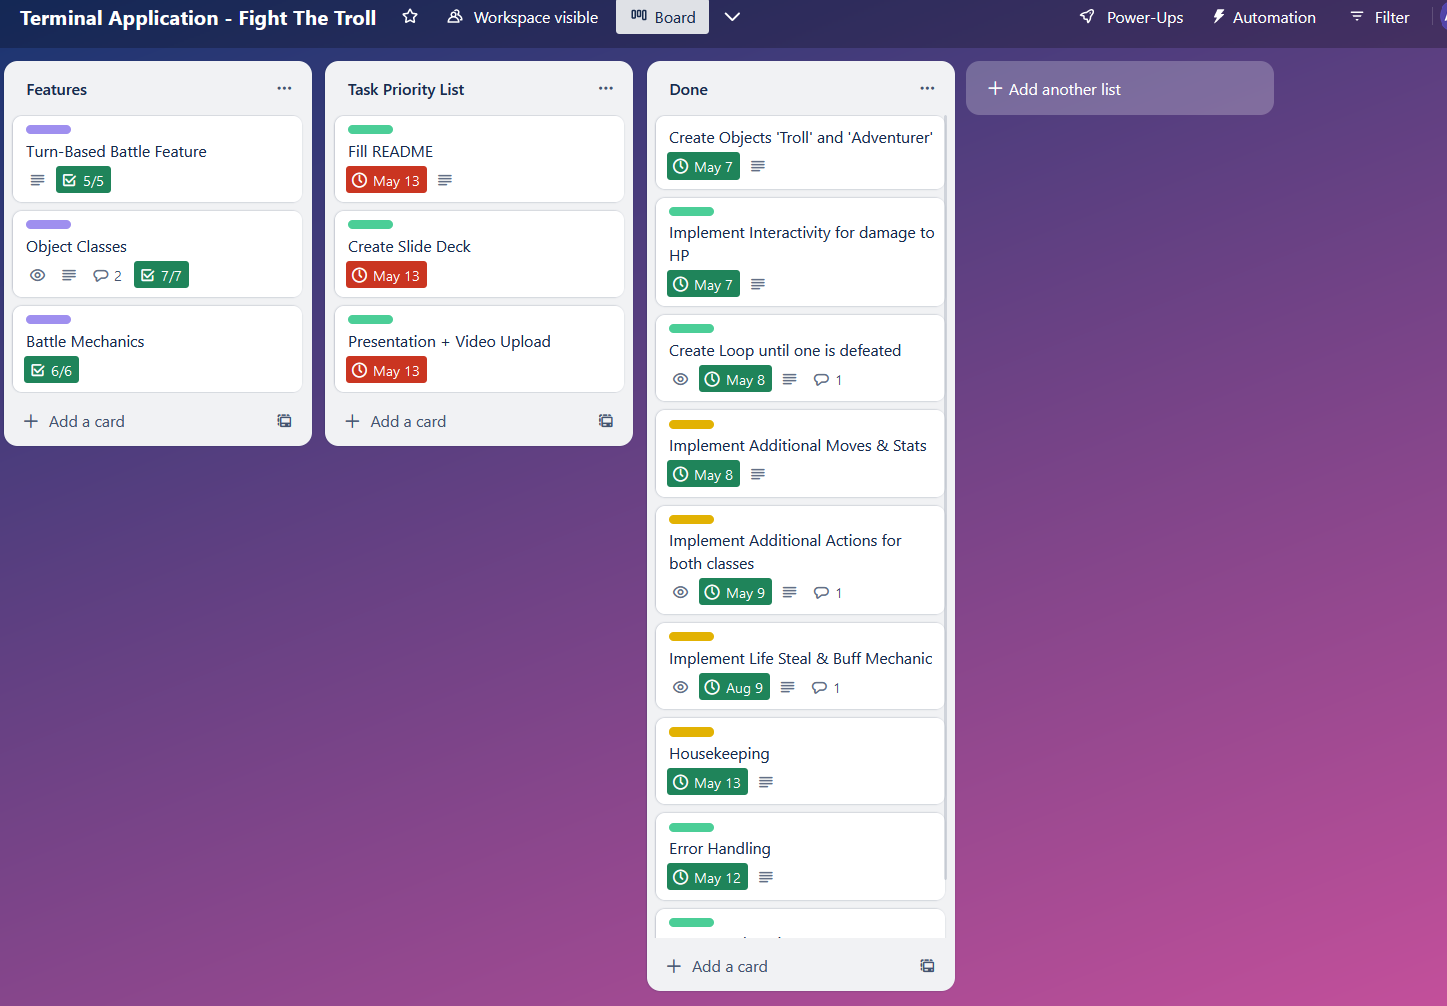 Terminal Application - Fight The Troll
Workspace visible
Board
Power-Ups
Automation
Filter
Features
Turn-Based Battle Feature
5/5
Object Classes
2
7/7
Battle Mechanics
6/6
Add a card
Task Priority List
Fill README
May 13
Create Slide Deck
May 13
Presentation + Video Upload
May 13
Add a card
Done
Create Objects 'Troll' and 'Adventurer'
May 7
Implement Interactivity for damage to
HP
May 7
Create Loop until one is defeated
May 8
1
Implement Additional Moves & Stats
May 8
Implement Additional Actions for
both classes
May 9
1
Implement Life Steal & Buff Mechanic
Aug 9
1
Housekeeping
May 13
Error Handling
May 12
Add a card
Add another list